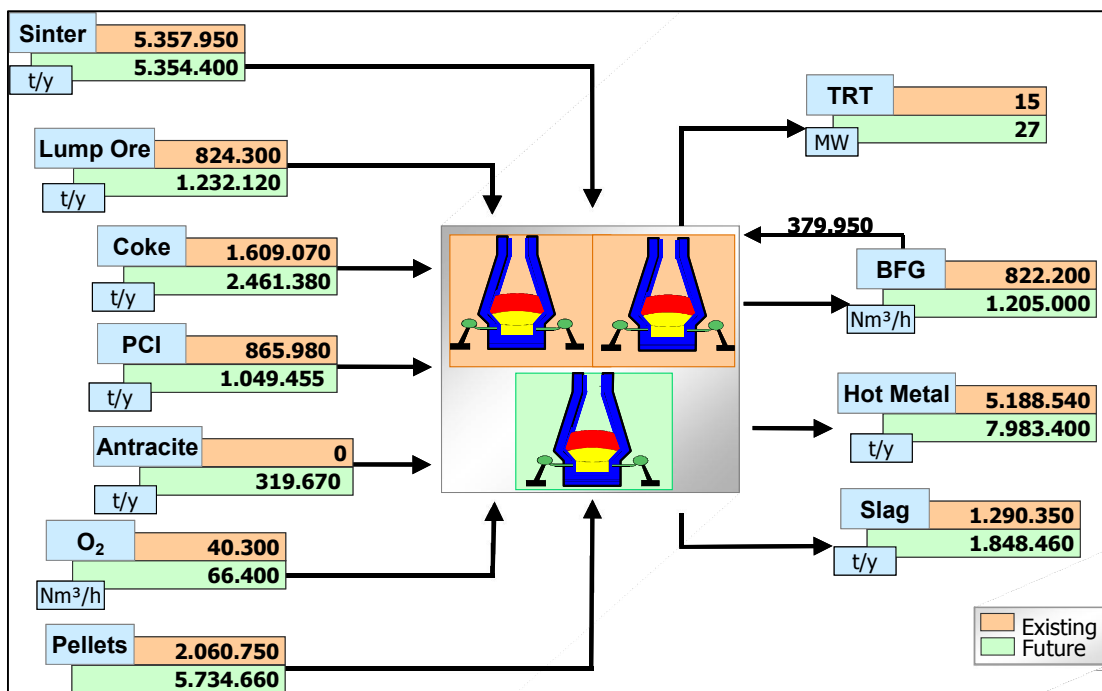 Sinter
5.357.950
5.354.400
t/y
Lump Ore
824.300
1.232.120
t/y
Coke
1.609.070
2.461.380
t/y
PCI
865.980
1.049.455
t/y
Antracite
0
319.670
t/y
O₂
40.300
66.400
Nm³/h
Pellets
2.060.750
5.734.660
TRT
15
27
MW
379.950
BFG
822.200
1.205.000
Nm³/h
Hot Metal
5.188.540
7.983.400
t/y
Slag
1.290.350
1.848.460
t/y
Existing
Future